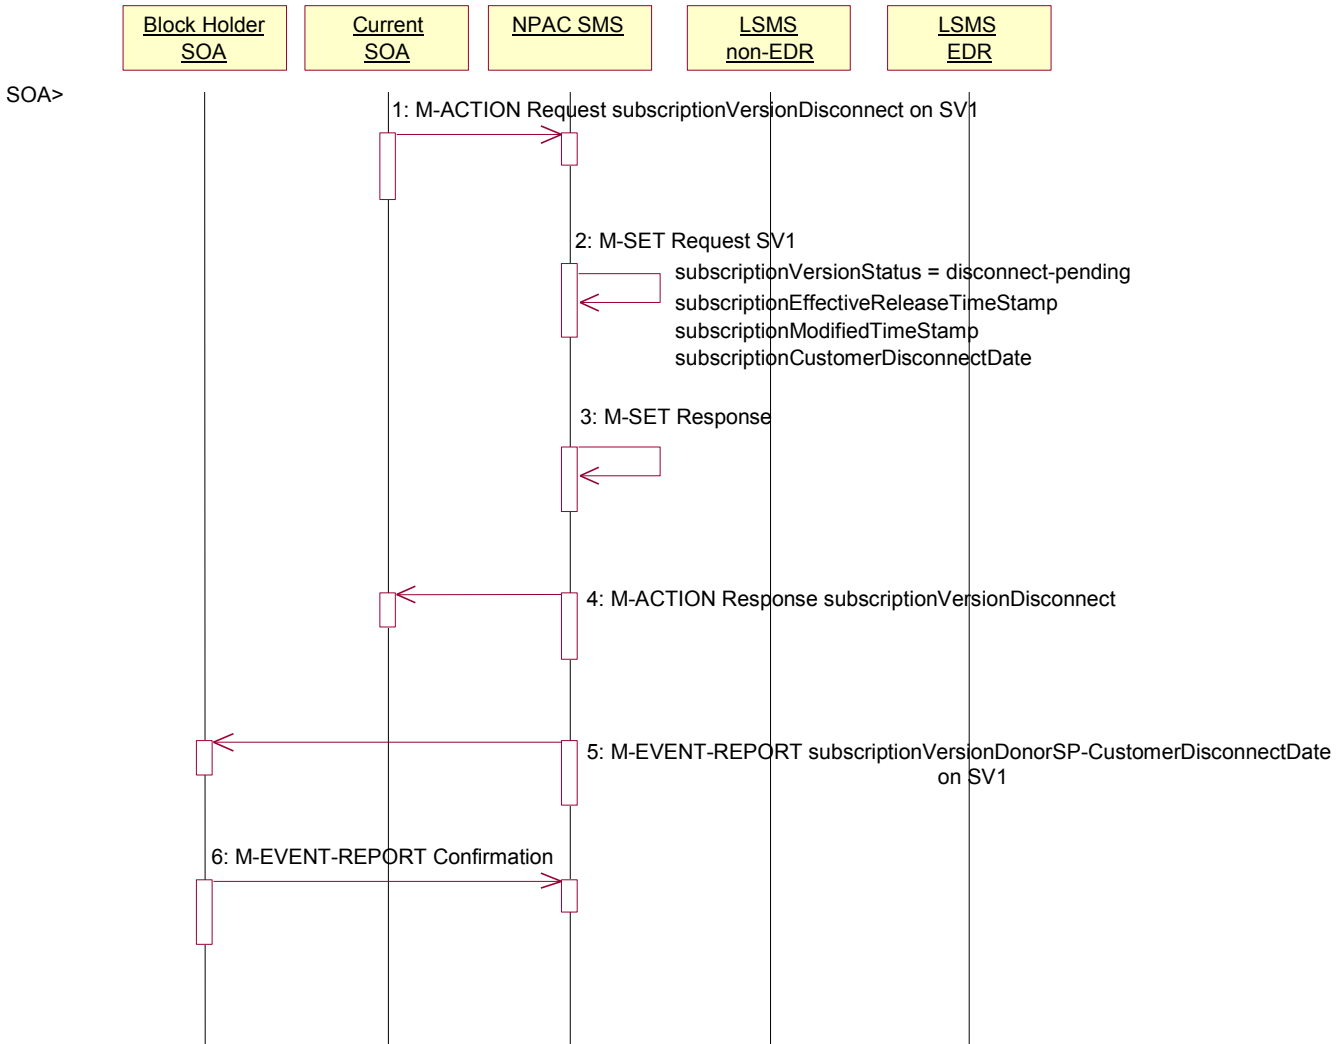 Block Holder
SOA
Current
SOA
NPAC SMS
LSMS
non-EDR
LSMS
EDR
SOA>
1: M-ACTION Request subscriptionVersionDisconnect on SV1
2: M-SET Request SV1
subscriptionVersionStatus = disconnect-pending
subscriptionEffectiveReleaseTimeStamp
subscriptionModifiedTimeStamp
subscriptionCustomerDisconnectDate
3: M-SET Response
4: M-ACTION Response subscriptionVersionDisconnect
5: M-EVENT-REPORT subscriptionVersionDonorSP-CustomerDisconnectDate
on SV1
6: M-EVENT-REPORT Confirmation